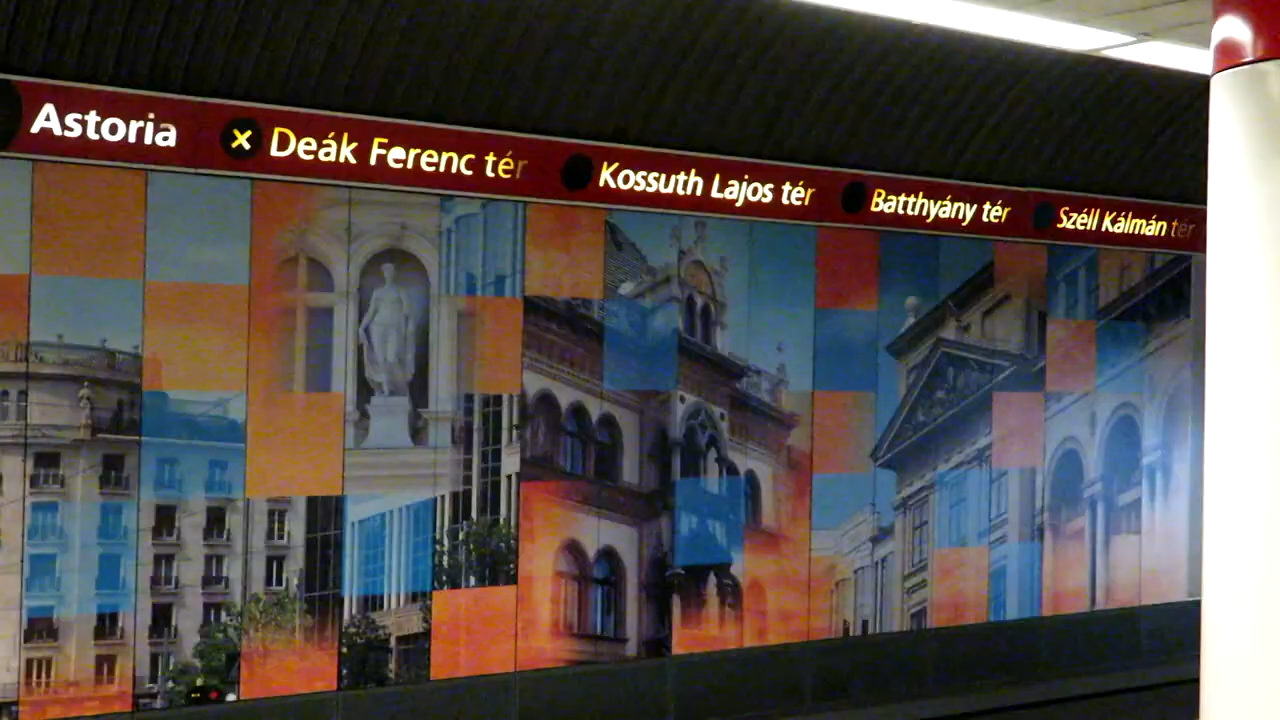 Astoria
Deák Ferenc tér
Kossuth Lajos tér
Batthyány tér
Széll Kálmán tér